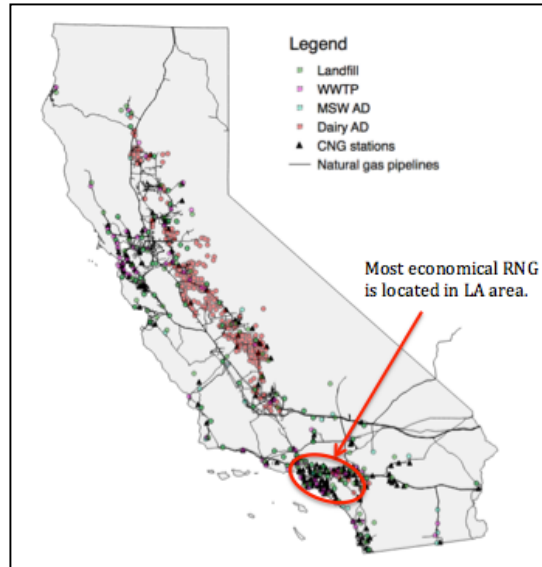 Legend
Landfill
WWTP
MSW AD
Dairy AD
CNG stations
Natural gas pipelines
Most economical RNG
is located in LA area.